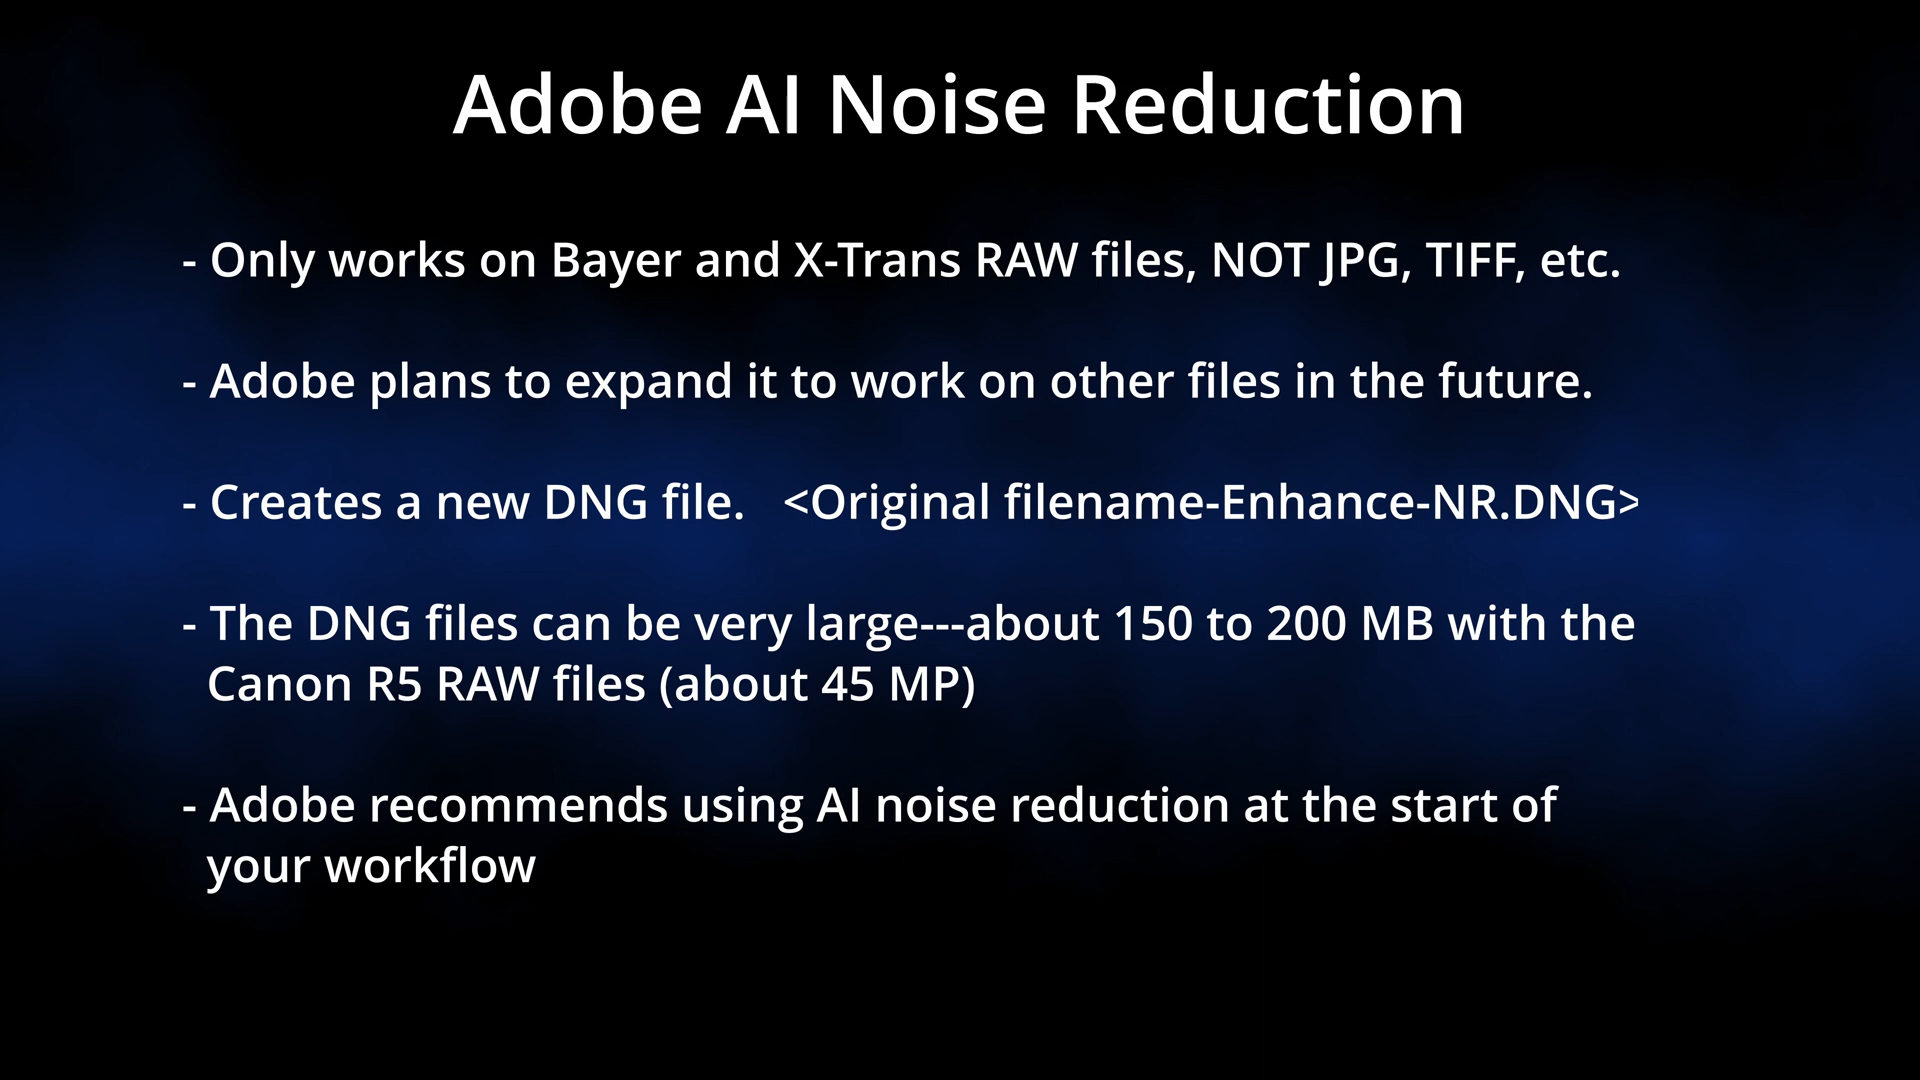 Adobe AI Noise Reduction
- Only works on Bayer and X-Trans RAW files, NOT JPG, TIFF, etc.
- Adobe plans to expand it to work on other files in the future.
- Creates a new DNG file.   <Original filename-Enhance-NR.DNG>
- The DNG files can be very large---about 150 to 200 MB with the
Canon R5 RAW files (about 45 MP)
- Adobe recommends using AI noise reduction at the start of
your workflow